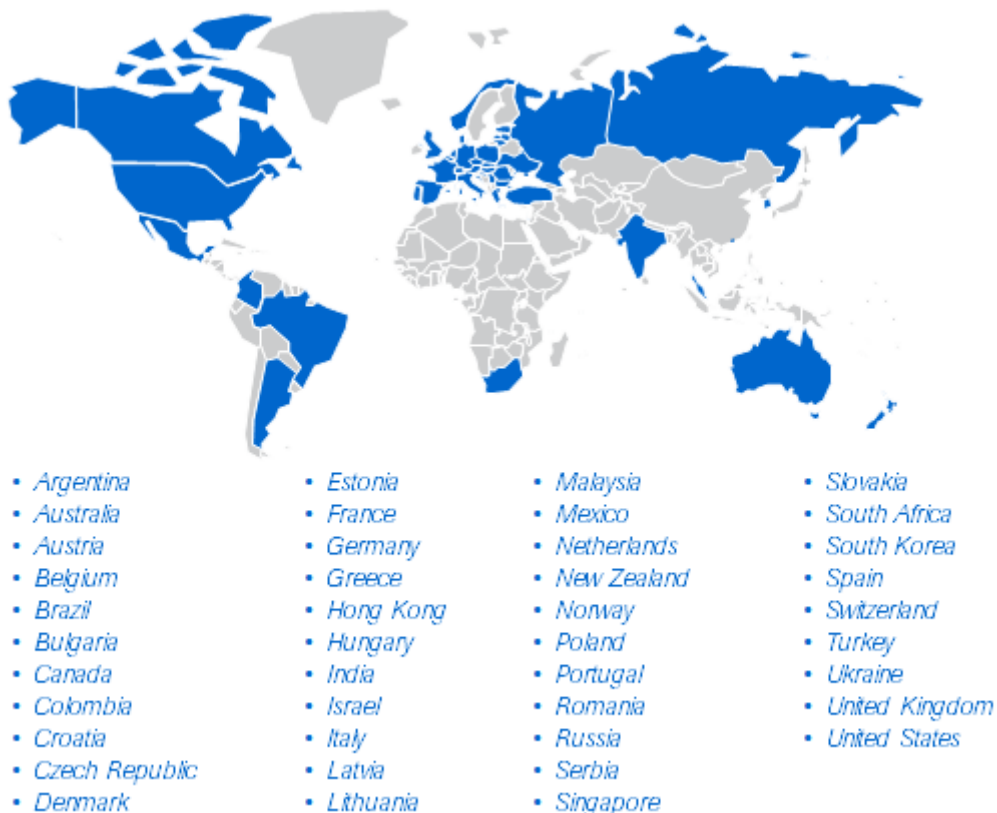 • Argentina
• Australia
• Austria
• Belgium
• Brazil
• Bulgaria
• Canada
• Colombia
• Croatia
• Czech Republic
• Denmark
• Estonia
• France
• Germany
• Greece
• Hong Kong
• Hungary
• India
• Israel
• Italy
• Latvia
• Lithuania
• Malaysia
• Mexico
• Netherlands
• New Zealand
• Norway
• Poland
• Portugal
• Romania
• Russia
• Serbia
• Singapore
• Slovakia
• South Africa
• South Korea
• Spain
• Switzerland
• Turkey
• Ukraine
• United Kingdom
• United States